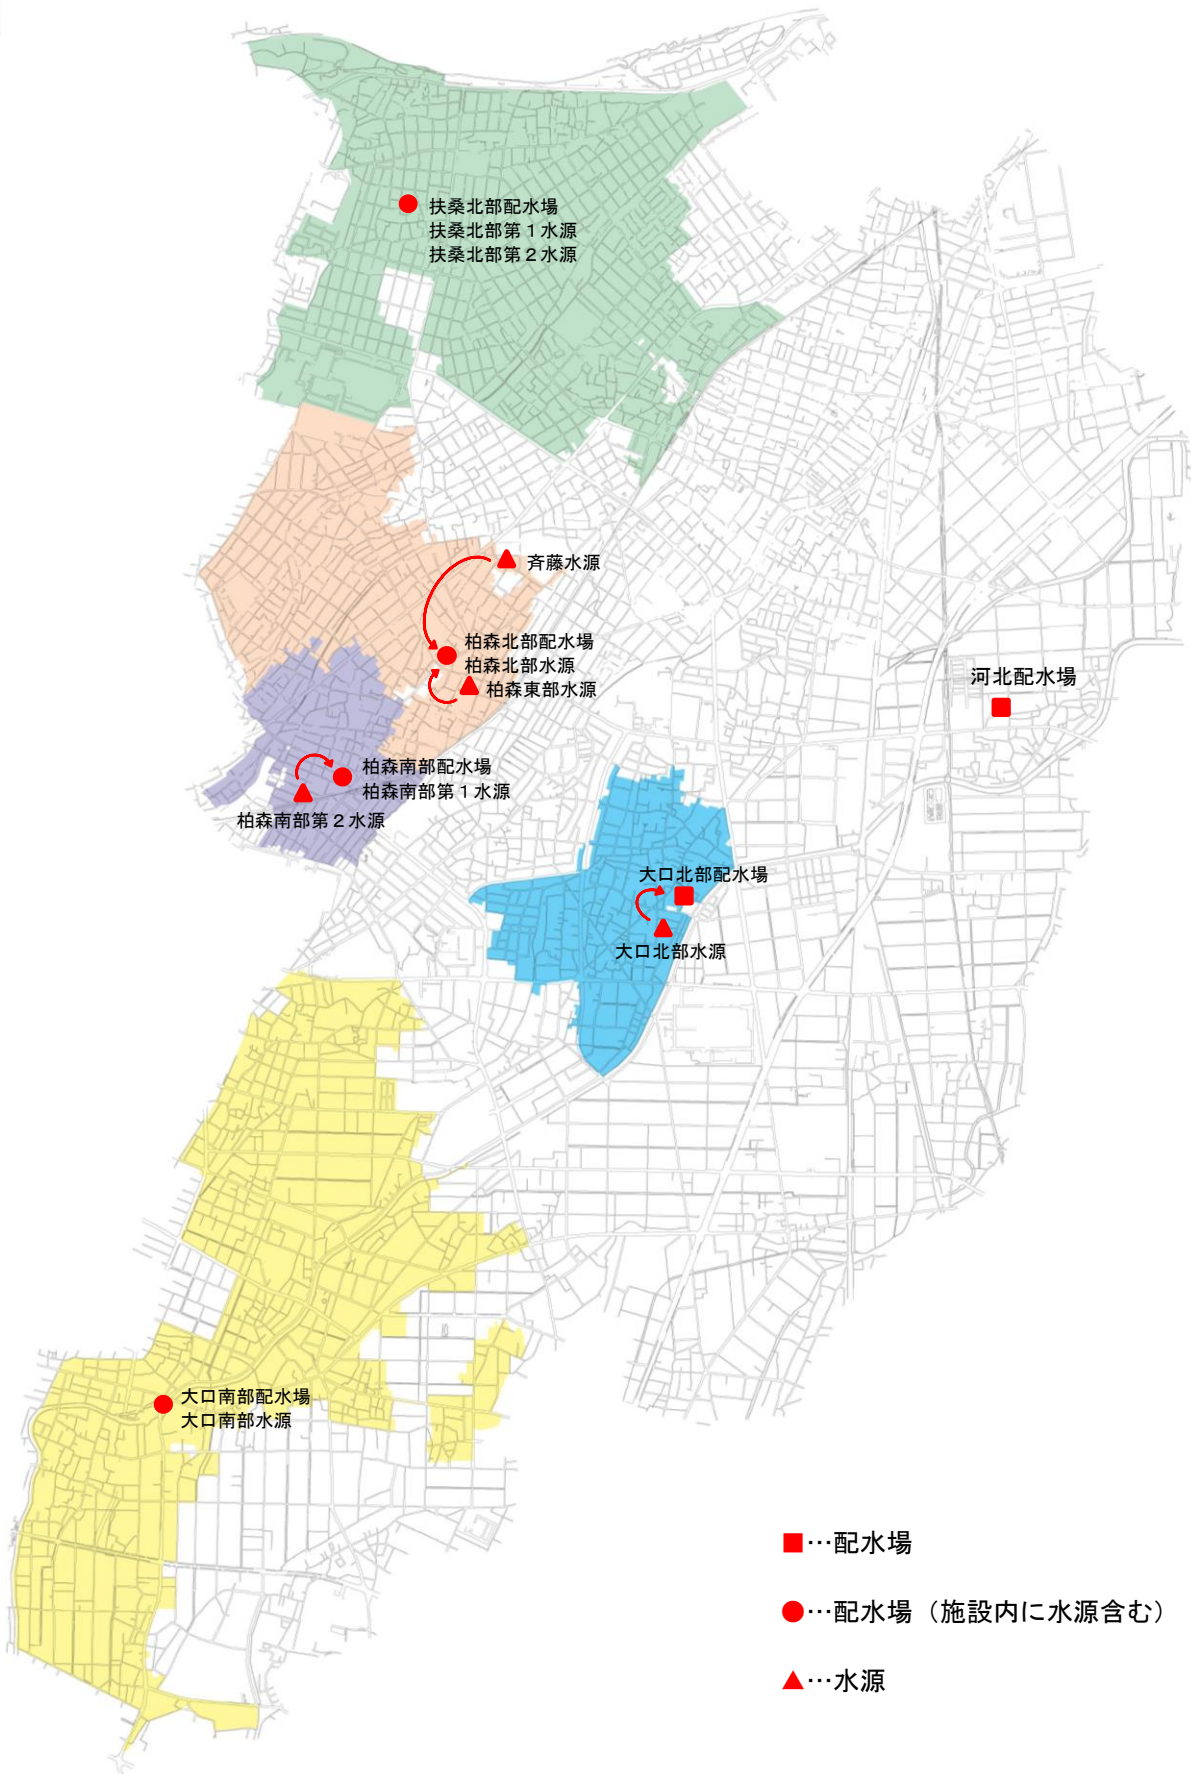 扶桑北部配水場
扶桑北部第１水源
扶桑北部第２水源
斉藤水源
柏森北部配水場
柏森北部水源
柏森東部水源
河北配水場
柏森南部配水場
柏森南部第１水源
柏森南部第２水源
大口北部配水場
大口北部水源
大口南部配水場
大口南部水源
■…配水場
●…配水場（施設内に水源含む）
▲…水源